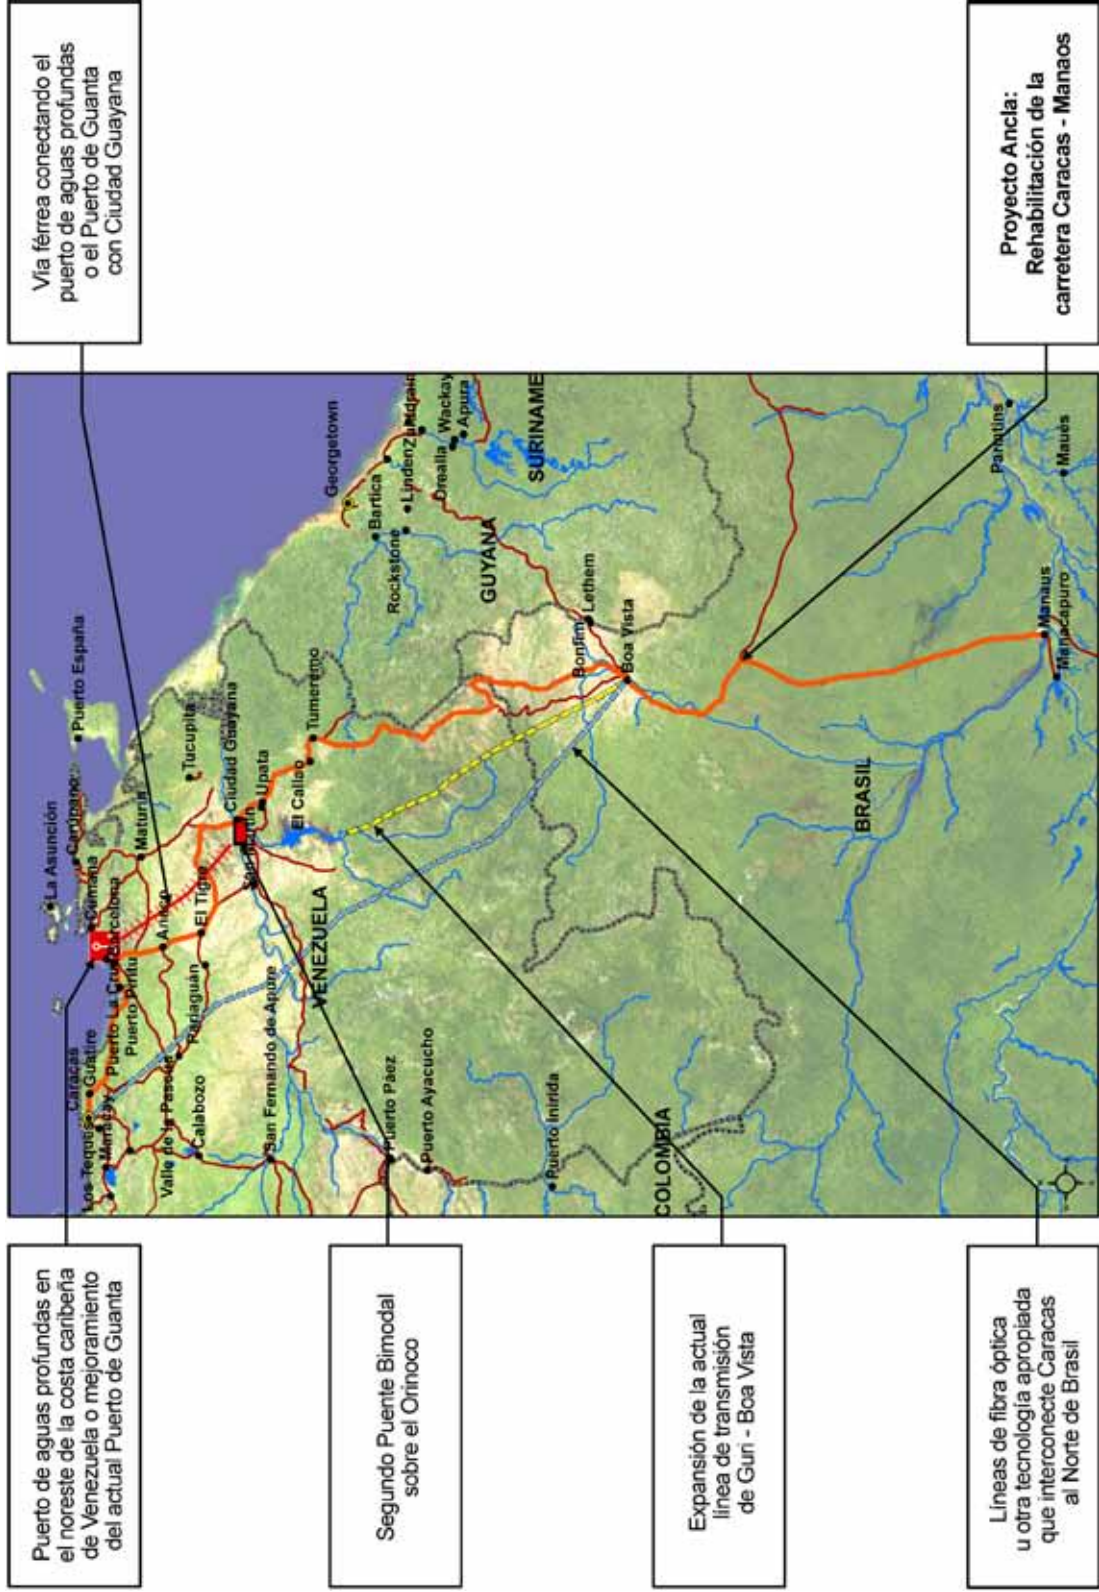 Puerto de aguas profundas en
el noreste de la costa caribeña
de Venezuela o mejoramiento
del actual Puerto de Guanta
Vía férrea conectando el
puerto de aguas profundas
o el Puerto de Guanta
con Ciudad Guayana
Segundo Puente Bimodal
sobre el Orinoco
Expansión de la actual
línea de transmisión
de Guri - Boa Vista
Líneas de fibra óptica
u otra tecnología apropiada
que interconecte Caracas
al Norte de Brasil
Proyecto Ancla:
Rehabilitación de la
carretera Caracas - Manaos
La Asunción
Carúpano
Cumaná
Puerto España
Caracas
Guatire
Los Teques
Maracay
Puerto La Cruz
Barcelona
Puerto Píritu
Maturín
Anaco
Tucupita
El Tigre
Pariaguán
Valle de la Pascua
Calabozo
Ciudad Guayana
Upata
San Fernando de Apure
El Callao
Tumeremo
VENEZUELA
Georgetown
Bartica
Linden
Rockstone
Orealla
Wackay
Apura
GUYANA
SURINAME
Puerto Páez
Puerto Ayacucho
Puerto Inirida
Lethem
Bonfim
Boa Vista
COLOMBIA
BRASIL
Parintins
Maués
Manaus
Manacapuro